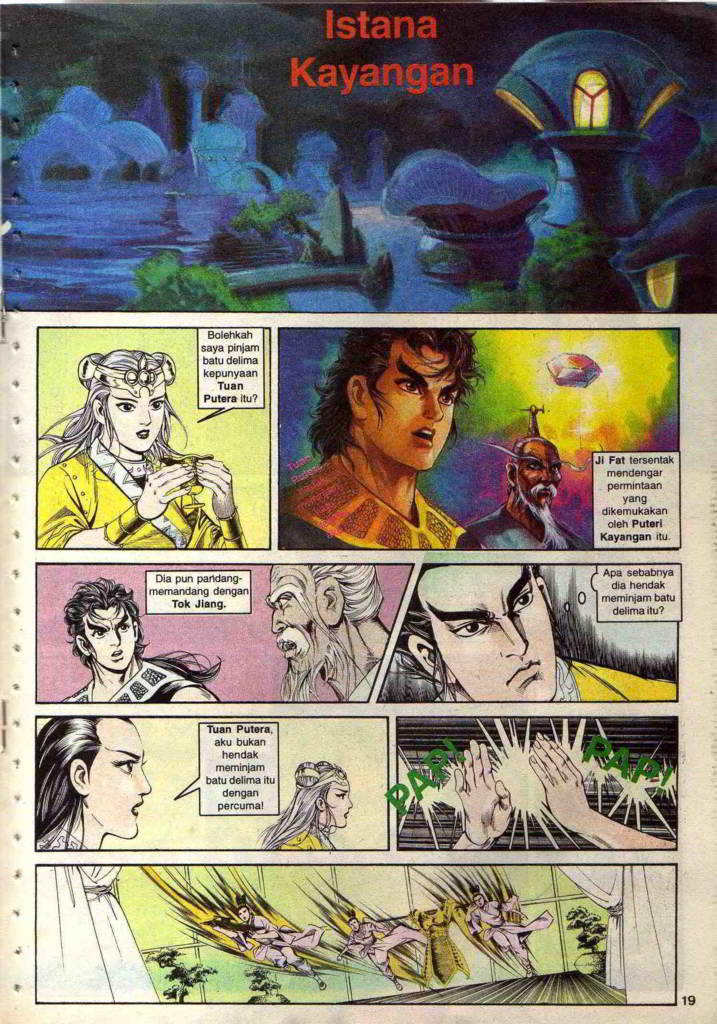 Istana
Kayangan
Bolehkah
saya pinjam
batu delima
kepunyaan
Tuan
Putera itu?
Ji Fat tersentak
mendengar
permintaan
yang
dikemukakan
oleh Puteri
Kayangan itu.
Dia pun pandang-
memandang dengan
Tok Jiang.
Apa sebabnya
dia hendak
meminjam batu
delima itu?
Tuan Putera,
aku bukan
hendak
meminjam
batu delima itu
dengan
percuma!
PAP!
PAP!
19